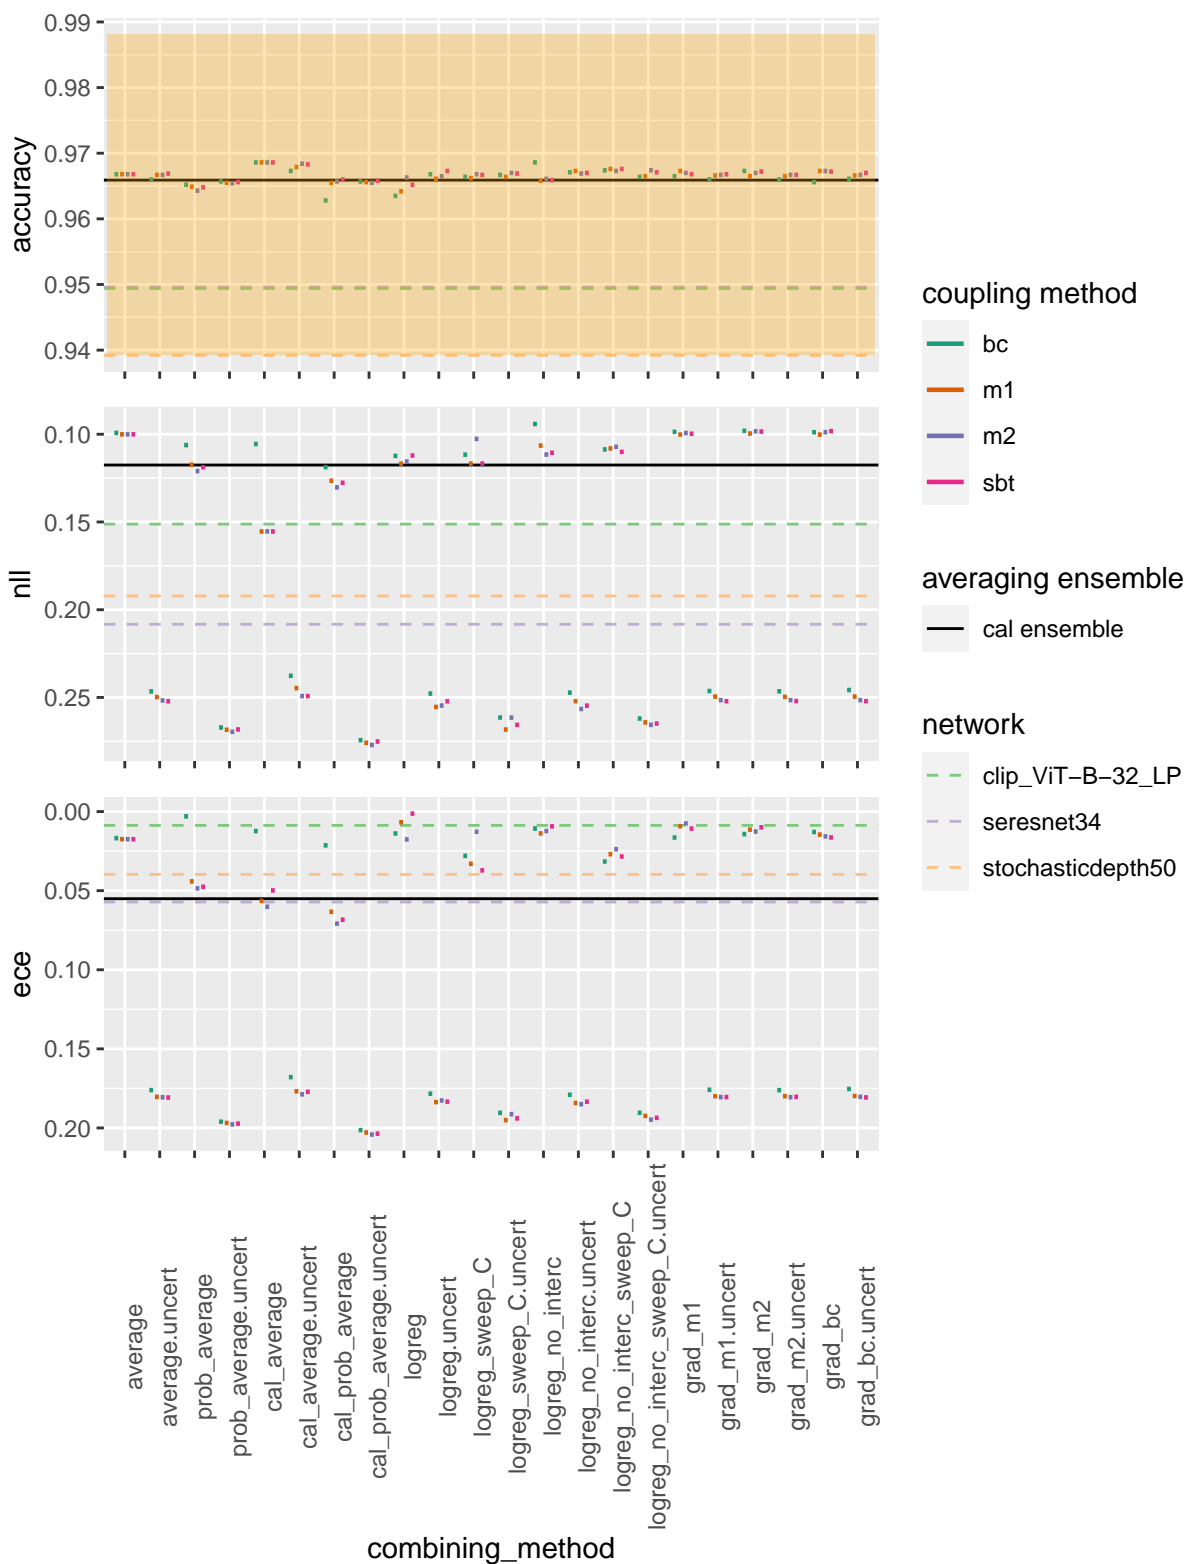 accuracy
0.99
0.98
0.97
0.96
0.95
0.94
nll
0.10
0.15
0.20
0.25
ece
0.00
0.05
0.10
0.15
0.20
average
average.uncert
prob_average
prob_average.uncert
cal_average
cal_average.uncert
cal_prob_average
cal_prob_average.uncert
logreg
logreg.uncert
logreg_sweep_C
logreg_sweep_C.uncert
logreg_no_interc
logreg_no_interc.uncert
logreg_no_interc_sweep_C
logreg_no_interc_sweep_C.uncert
grad_m1
grad_m1.uncert
grad_m2
grad_m2.uncert
grad_bc
grad_bc.uncert
combining_method
coupling method
bc
m1
m2
sbt
averaging ensemble
cal ensemble
network
clip_ViT−B−32_LP
seresnet34
stochasticdepth50